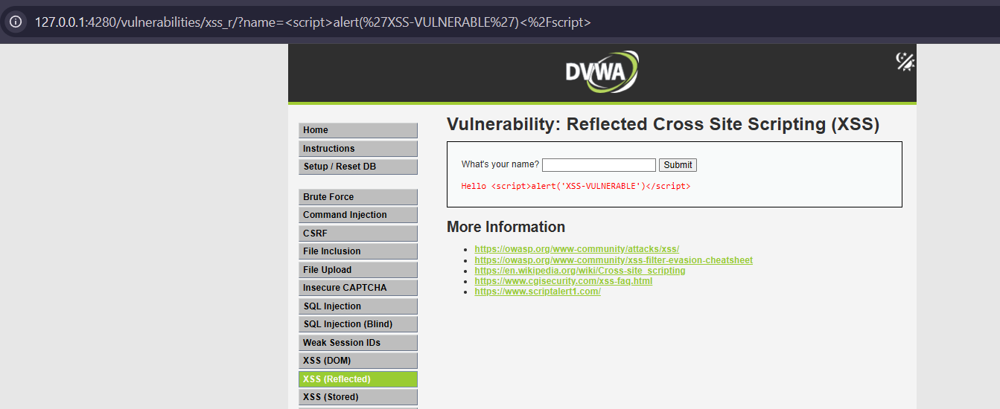 127.0.0.1:4280/vulnerabilities/xss_r/?name=<script>alert(%27XSS-VULNERABLE%27)<%2Fscript>
DVWA
Home
Instructions
Setup / Reset DB
Brute Force
Command Injection
CSRF
File Inclusion
File Upload
Insecure CAPTCHA
SQL Injection
SQL Injection (Blind)
Weak Session IDs
XSS (DOM)
XSS (Reflected)
XSS (Stored)
Vulnerability: Reflected Cross Site Scripting (XSS)
What's your name? Submit
Hello <script>alert('XSS-VULNERABLE')</script>
More Information
https://owasp.org/www-community/attacks/xss/
https://owasp.org/www-community/xss-filter-evasion-cheatsheet
https://en.wikipedia.org/wiki/Cross-site_scripting
https://www.cgisecurity.com/xss-faq.html
https://www.scriptalert1.com/